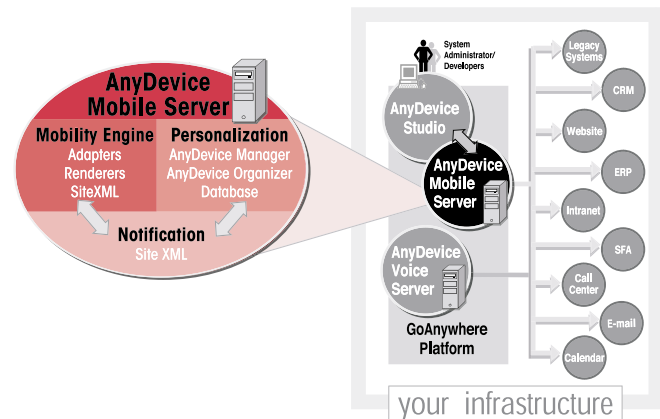 AnyDevice
Mobile Server
Mobility Engine
Adapters
Renderers
SiteXML
Personalization
AnyDevice Manager
AnyDevice Organizer
Database
Notification
Site XML
System
Administrator/
Developers
AnyDevice
Studio
AnyDevice
Mobile
Server
AnyDevice
Voice
Server
GoAnywhere
Platform
Legacy
Systems
CRM
Website
ERP
Intranet
SFA
Call
Center
E-mail
Calendar
your infrastructure